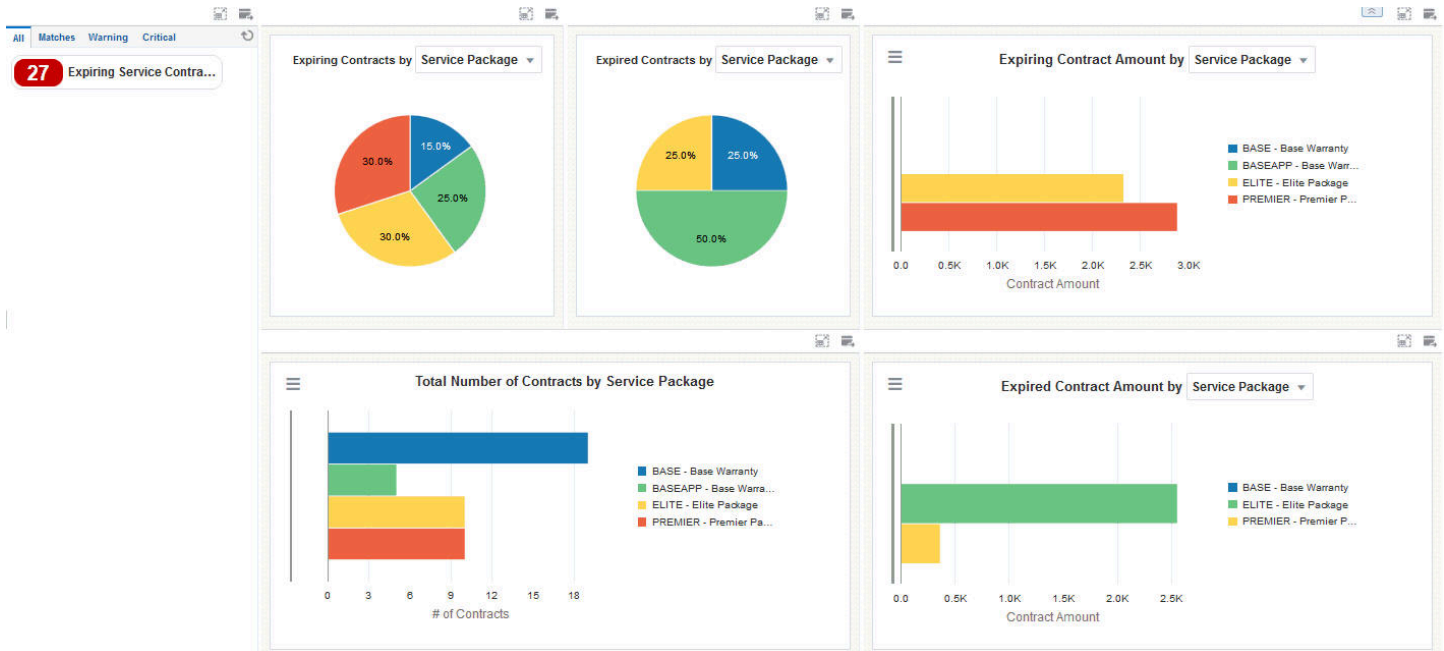 All Matches Warning Critical
27 Expiring Service Contra...
Expiring Contracts by Service Package
15.0%
30.0%
25.0%
30.0%
Expired Contracts by Service Package
25.0% 25.0%
50.0%
Expiring Contract Amount by Service Package
BASE - Base Warranty
BASEAPP - Base Warr...
ELITE - Elite Package
PREMIER - Premier P...
0.0 0.5K 1.0K 1.5K 2.0K 2.5K 3.0K
Contract Amount
Total Number of Contracts by Service Package
BASE - Base Warranty
BASEAPP - Base Warra...
ELITE - Elite Package
PREMIER - Premier Pa...
0 3 6 9 12 15 18
# of Contracts
Expired Contract Amount by Service Package
BASE - Base Warranty
ELITE - Elite Package
PREMIER - Premier P...
0.0 0.5K 1.0K 1.5K 2.0K 2.5K
Contract Amount